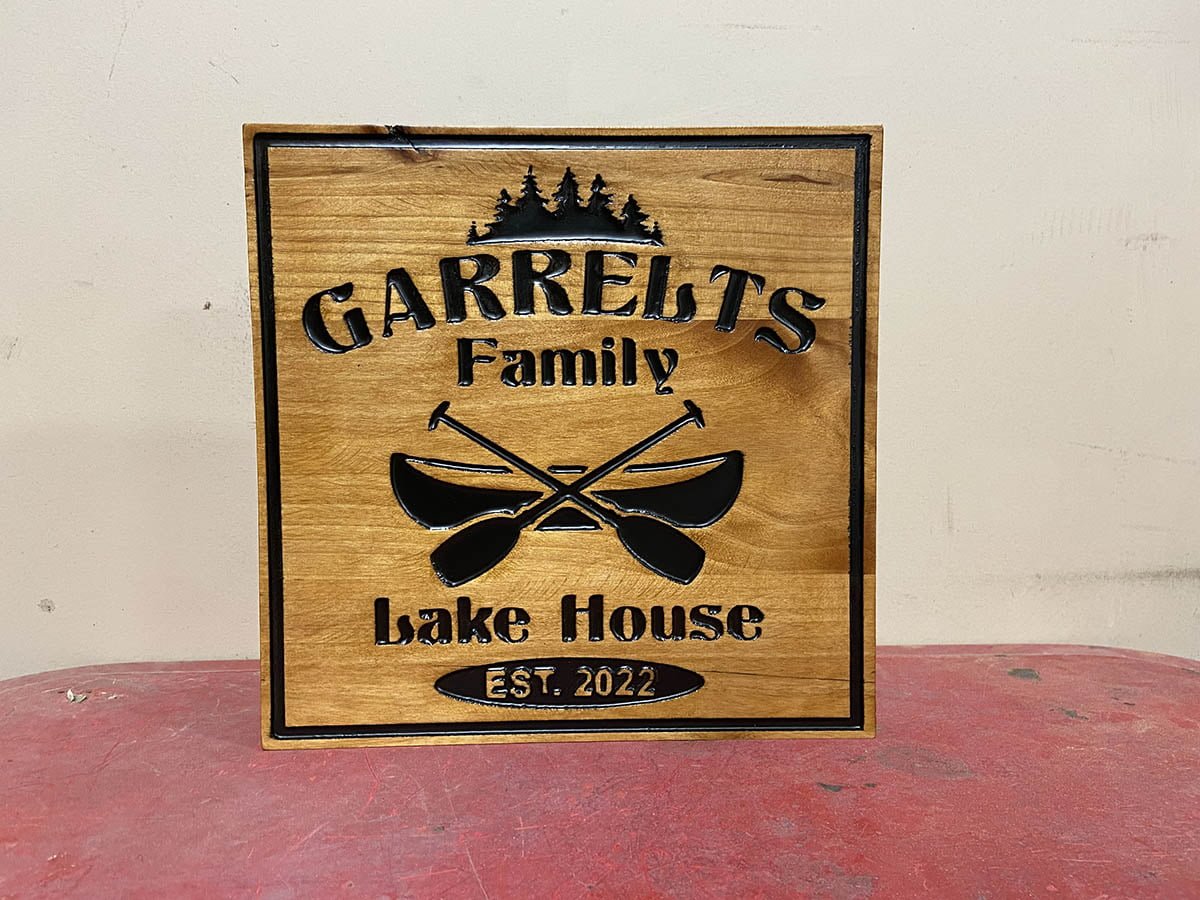 GARRELTS
Family
Lake House
EST. 2022